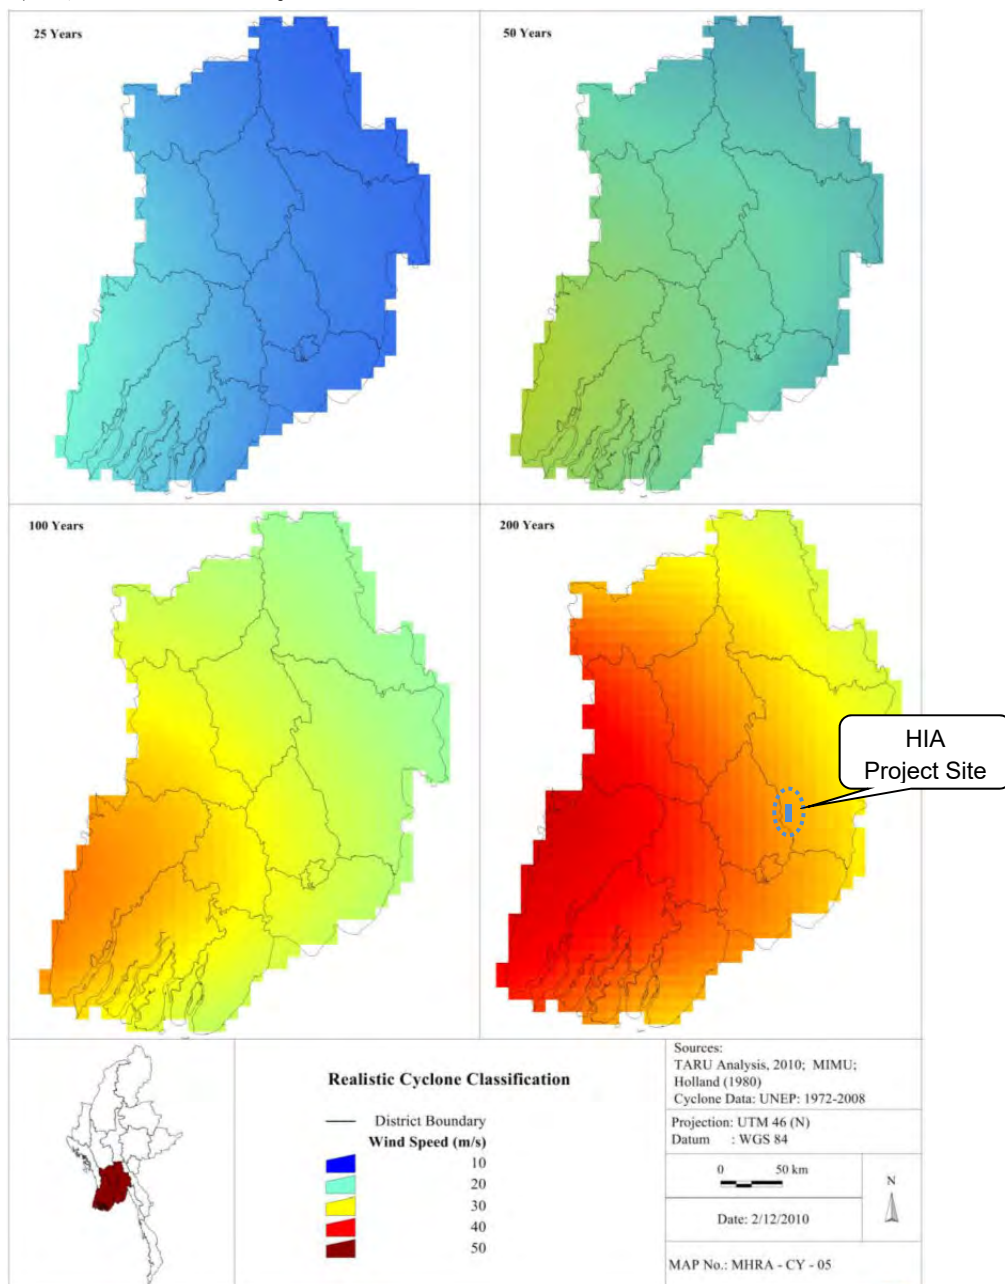 25 Years
50 Years
100 Years
200 Years
HIA
Project Site
Realistic Cyclone Classification
District Boundary
Wind Speed (m/s)
10
20
30
40
50
Sources:
TARU Analysis, 2010; MIMU;
Holland (1980)
Cyclone Data: UNEP: 1972-2008
Projection: UTM 46 (N)
Datum : WGS 84
0 50 km
N
Date: 2/12/2010
MAP No.: MHRA - CY - 05